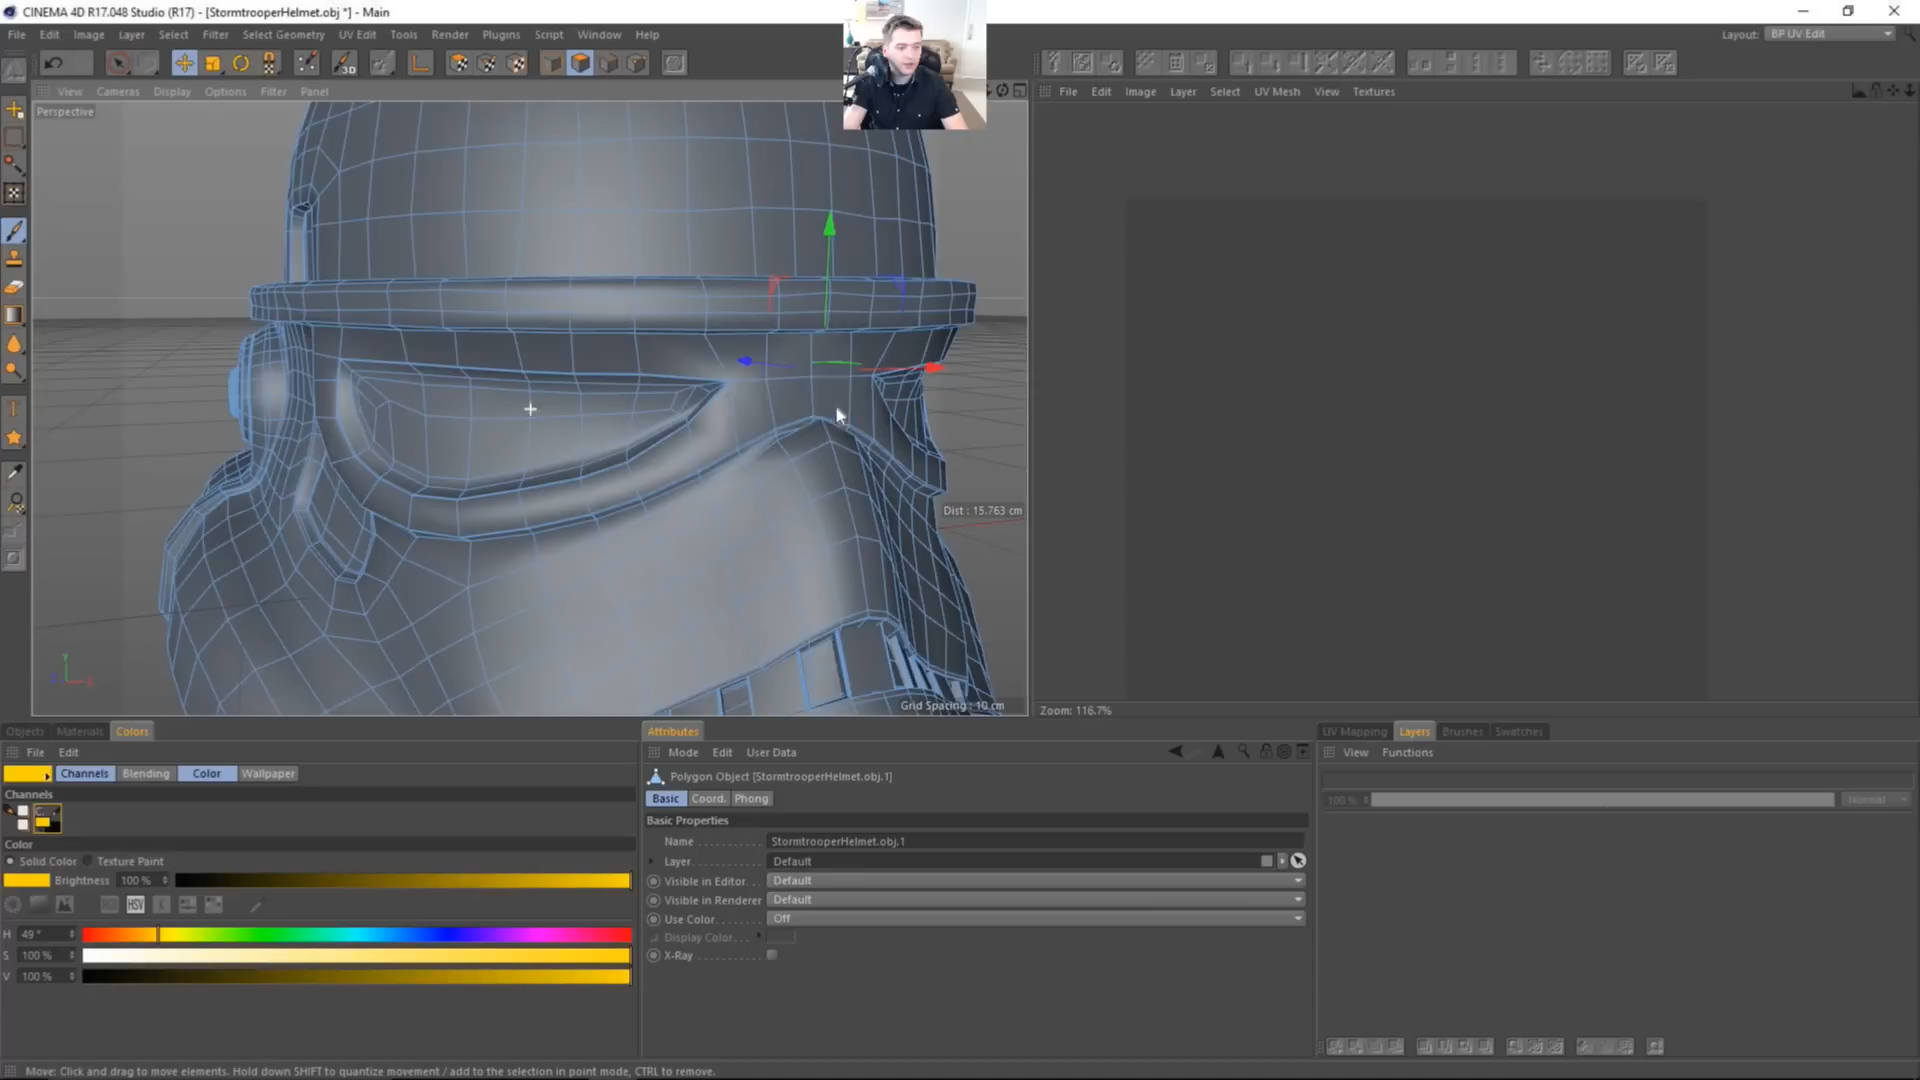 CINEMA 4D R17.048 Studio (R17) - [StormtrooperHelmet.obj *] - Main
File Edit Image Layer Select Filter Select Geometry UV Edit Tools Render Plugins Script Window Help
Layout: BP UV Edit
View Cameras Display Options Filter Panel
File Edit Image Layer Select UV Mesh View Textures
Perspective
Dist : 15.763 cm
Grid Spacing : 10 cm
Zoom: 116.7%
Objects Materials Colors
File Edit
Channels Blending Color Wallpaper
Channels
Color
Solid Color Texture Paint
Brightness 100 %
HSV
H 49 °
S 100 %
V 100 %
Attributes
Mode Edit User Data
Polygon Object [StormtrooperHelmet.obj.1]
Basic Coord. Phong
Basic Properties
Name StormtrooperHelmet.obj.1
Layer Default
Visible in Editor Default
Visible in Renderer Default
Use Color Off
Display Color
X-Ray
UV Mapping Layers Brushes Swatches
View Functions
100 % Normal
Move: Click and drag to move elements. Hold down SHIFT to quantize movement / add to the selection in point mode, CTRL to remove.